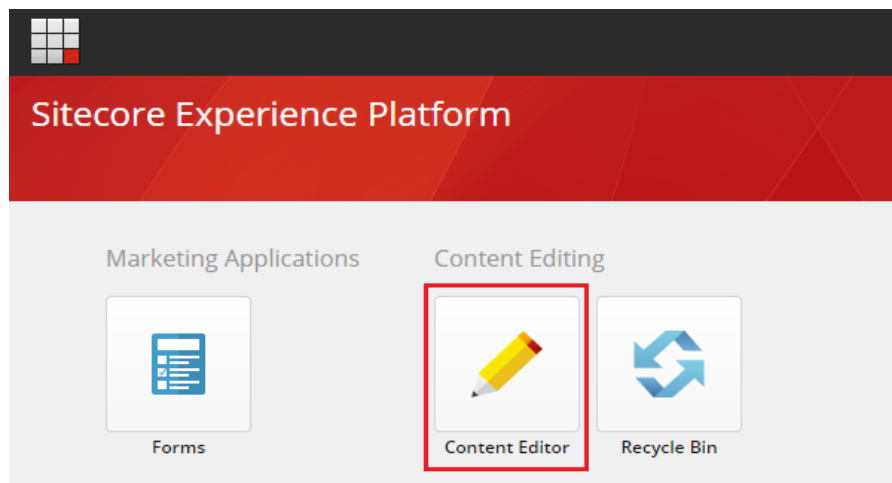 Sitecore Experience Platform
Marketing Applications
Content Editing
Forms
Content Editor
Recycle Bin